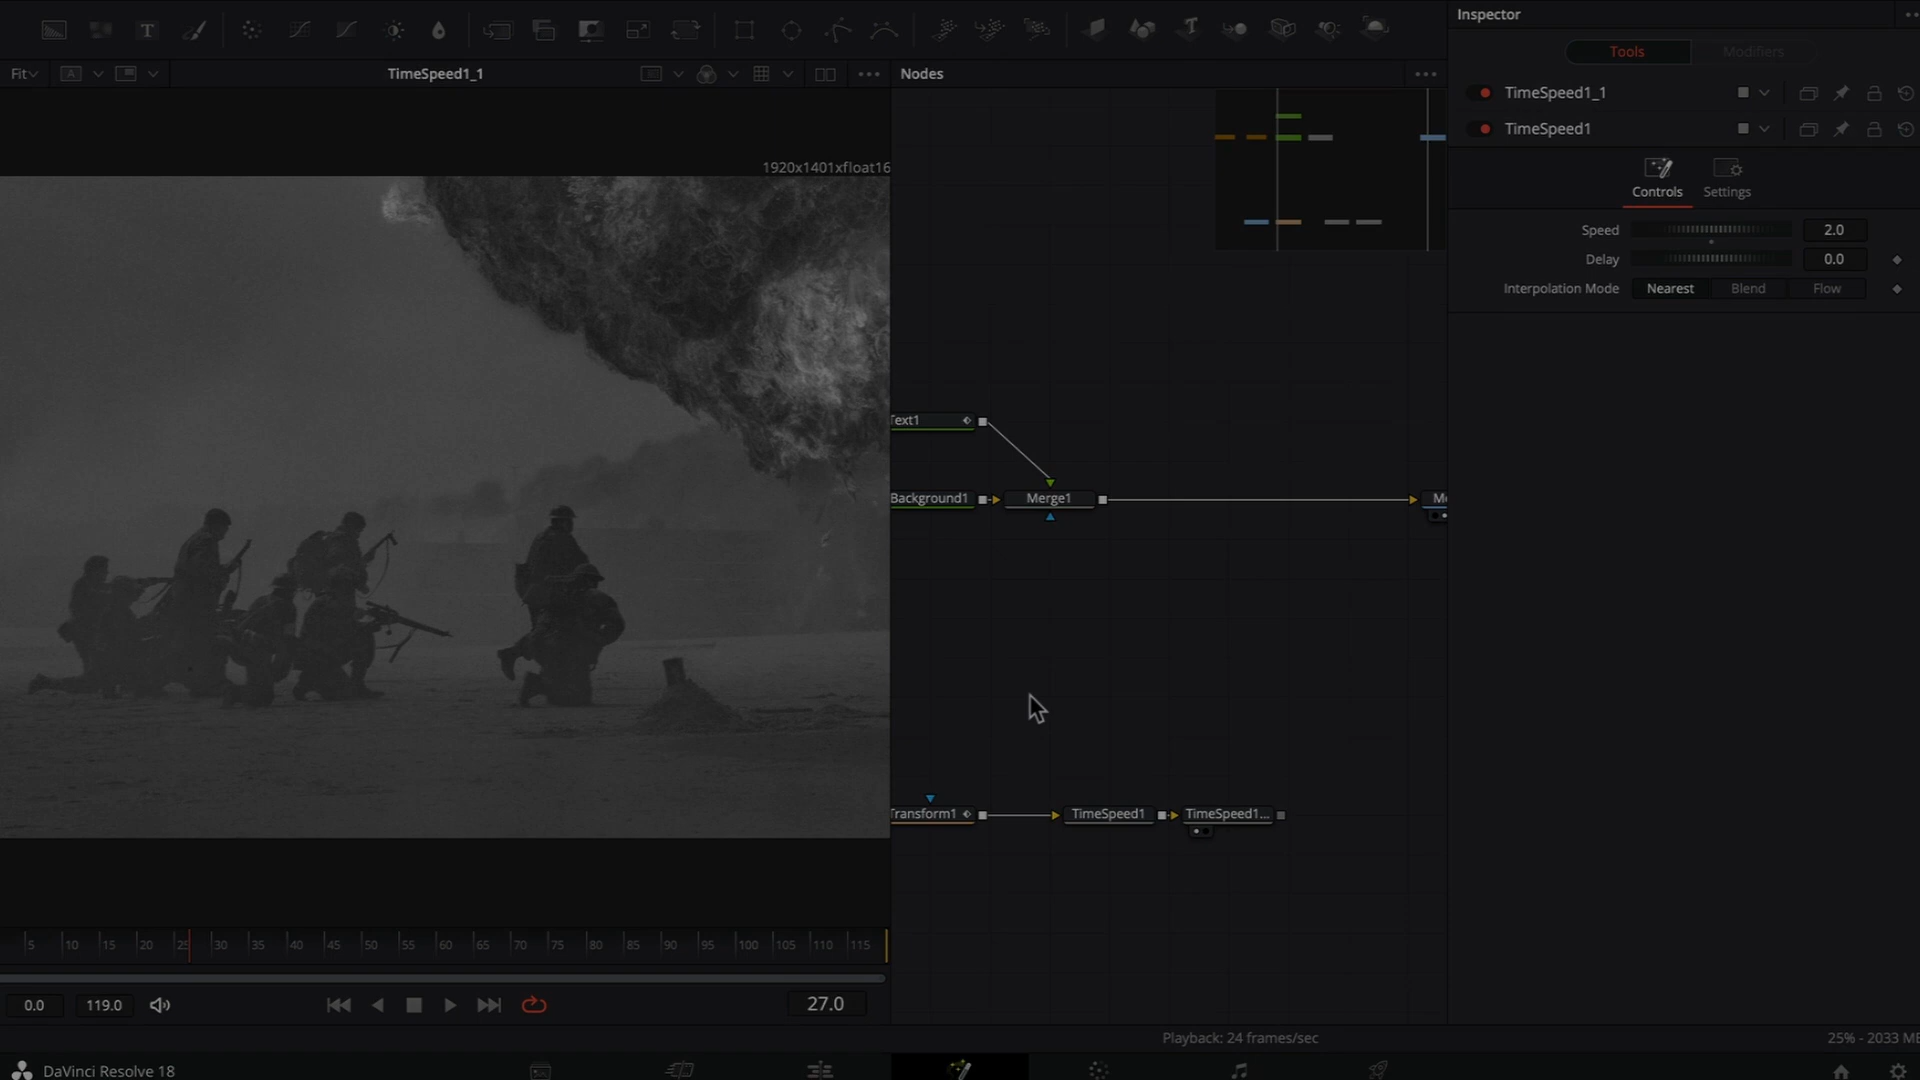 Inspector
Tools
Modifiers
Fit
A
TimeSpeed1_1
Nodes
TimeSpeed1_1
TimeSpeed1
1920x1401xfloat16
Controls
Settings
Speed
2.0
Delay
0.0
Interpolation Mode
Nearest
Blend
Flow
Text1
Background1
Merge1
Transform1
TimeSpeed1
TimeSpeed1...
5 10 15 20 25 30 35 40 45 50 55 60 65 70 75 80 85 90 95 100 105 110 115
0.0
119.0
27.0
Playback: 24 frames/sec
25% - 2033 M
DaVinci Resolve 18